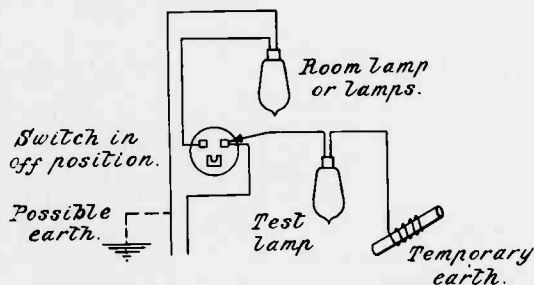 Room lamp
or lamps.
Switch in
off position.
Possible
earth.
Test
lamp
Temporary
earth.